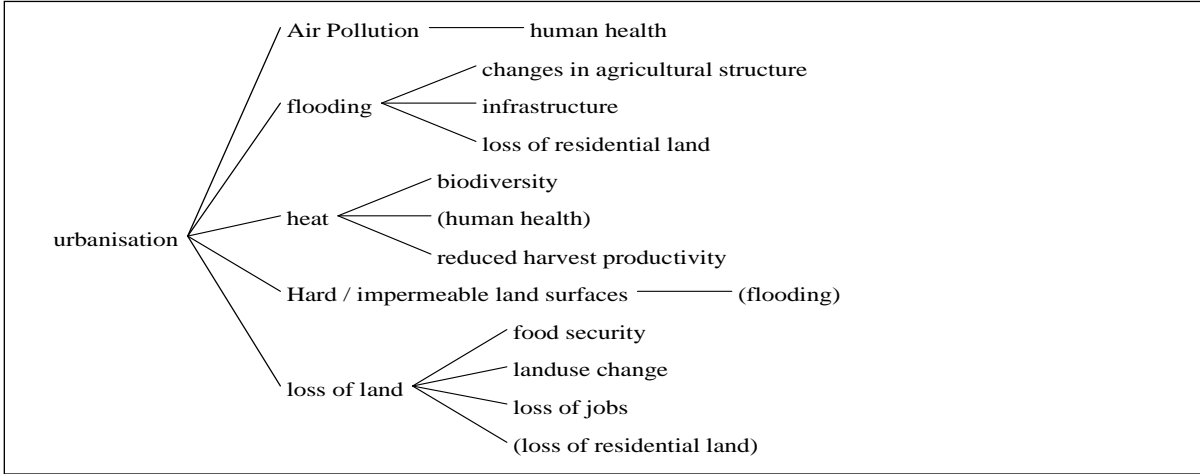 Air Pollution human health
changes in agricultural structure
flooding infrastructure
loss of residential land
biodiversity
heat (human health)
urbanisation
reduced harvest productivity
Hard / impermeable land surfaces (flooding)
food security
landuse change
loss of land
loss of jobs
(loss of residential land)